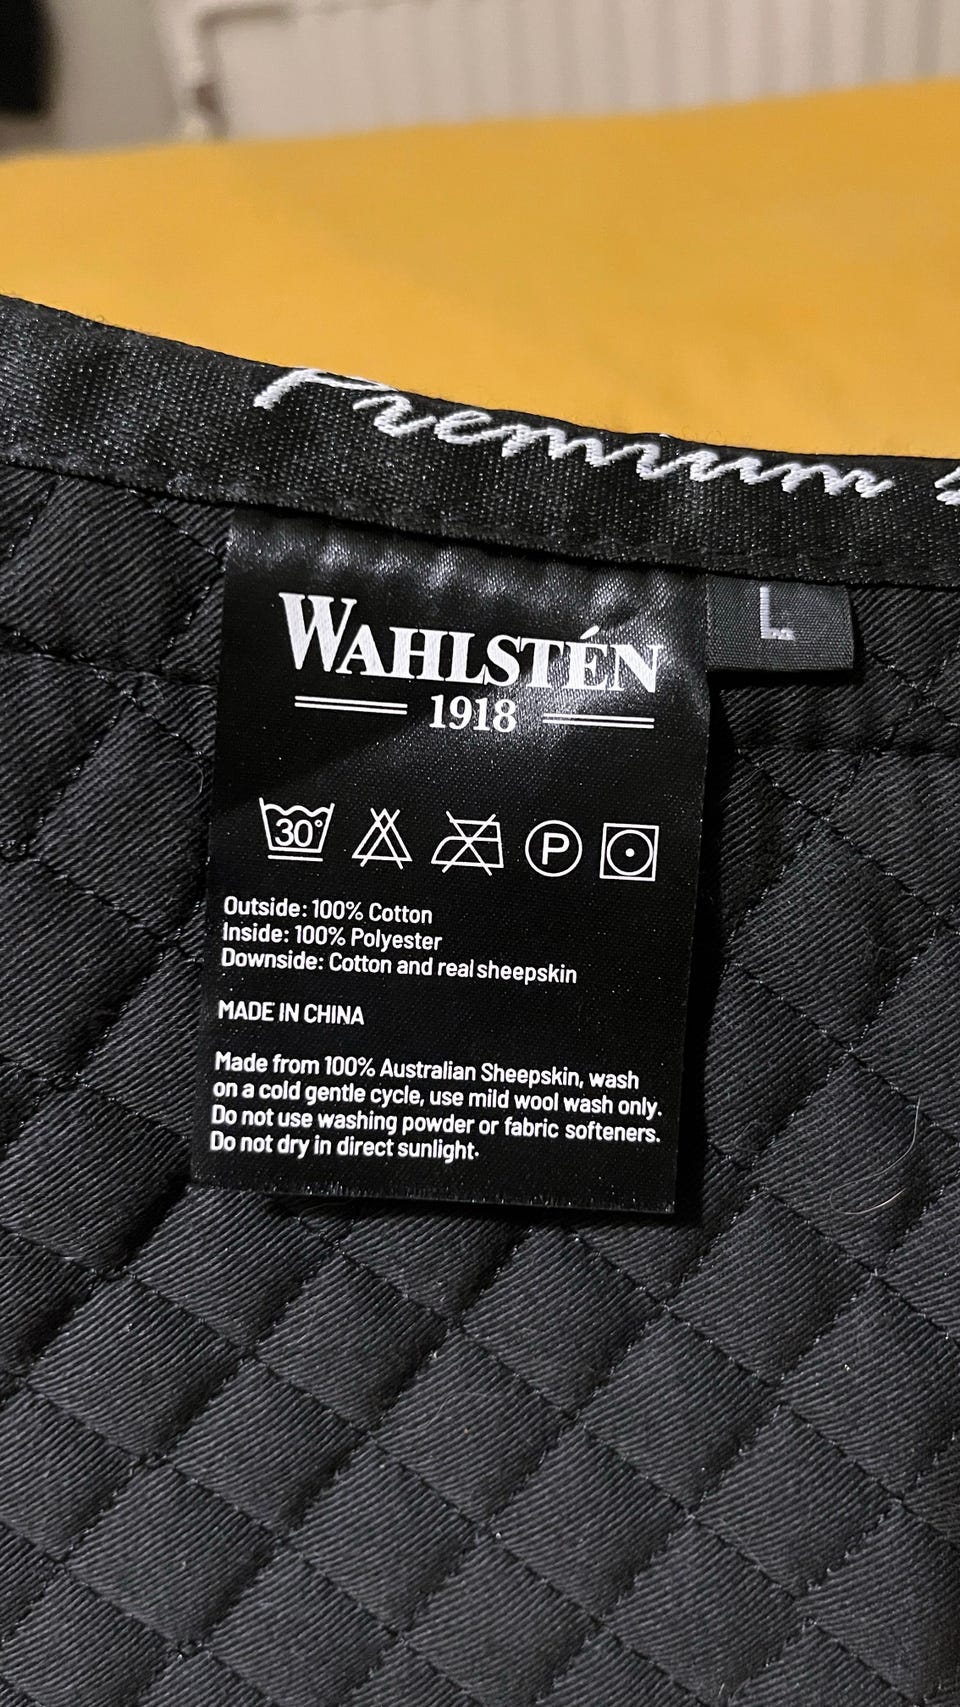 Premium
WAHLSTÉN
1918
L
30°
P
Outside: 100% Cotton
Inside: 100% Polyester
Downside: Cotton and real sheepskin
MADE IN CHINA
Made from 100% Australian Sheepskin, wash
on a cold gentle cycle, use mild wool wash only.
Do not use washing powder or fabric softeners.
Do not dry in direct sunlight.